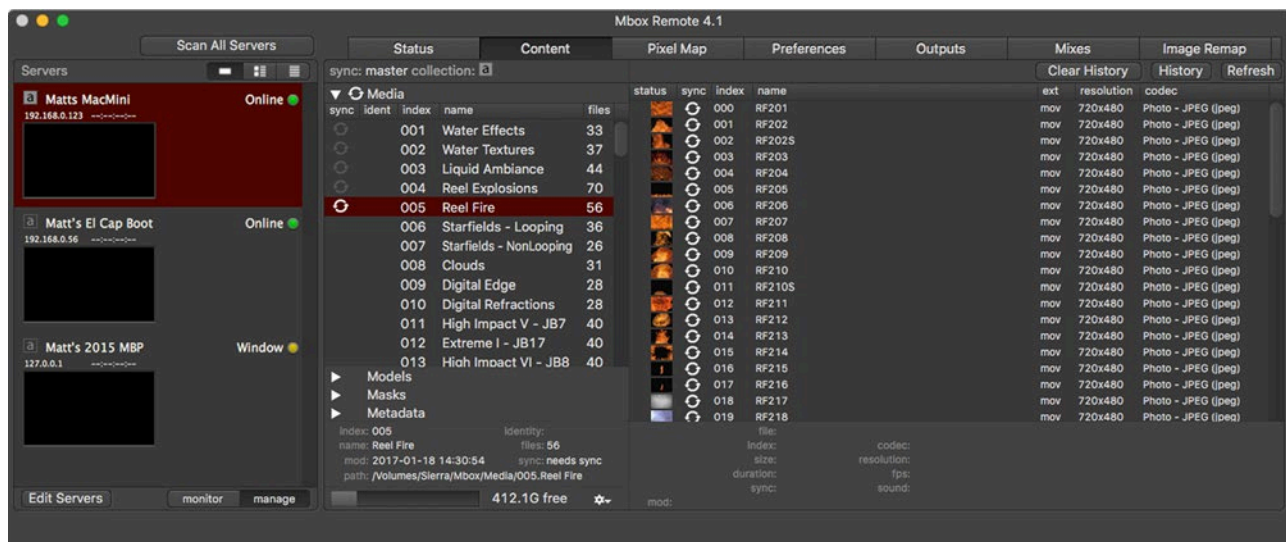 Mbox Remote 4.1
Scan All Servers
Status Content Pixel Map Preferences Outputs Mixes Image Remap
Servers
a Matts MacMini Online
192.168.0.123 --:--:--:--
a Matt's El Cap Boot Online
192.168.0.56 --:--:--:--
a Matt's 2015 MBP Window
127.0.0.1 --:--:--:--
Edit Servers monitor manage
sync: master collection: a
Media
sync ident index name files
001 Water Effects 33
002 Water Textures 37
003 Liquid Ambiance 44
004 Reel Explosions 70
005 Reel Fire 56
006 Starfields - Looping 36
007 Starfields - NonLooping 26
008 Clouds 31
009 Digital Edge 28
010 Digital Refractions 28
011 High Impact V - JB7 40
012 Extreme I - JB17 40
013 High Impact VI - JB8 40
Models
Masks
Metadata
index: 005 identity:
name: Reel Fire files: 56
mod: 2017-01-18 14:30:54 sync: needs sync
path: /Volumes/Sierra/Mbox/Media/005.Reel Fire
412.1G free
Clear History History Refresh
status sync index name ext resolution codec
000 RF201 mov 720x480 Photo - JPEG (jpeg)
001 RF202 mov 720x480 Photo - JPEG (jpeg)
002 RF202S mov 720x480 Photo - JPEG (jpeg)
003 RF203 mov 720x480 Photo - JPEG (jpeg)
004 RF204 mov 720x480 Photo - JPEG (jpeg)
005 RF205 mov 720x480 Photo - JPEG (jpeg)
006 RF206 mov 720x480 Photo - JPEG (jpeg)
007 RF207 mov 720x480 Photo - JPEG (jpeg)
008 RF208 mov 720x480 Photo - JPEG (jpeg)
009 RF209 mov 720x480 Photo - JPEG (jpeg)
010 RF210 mov 720x480 Photo - JPEG (jpeg)
011 RF210S mov 720x480 Photo - JPEG (jpeg)
012 RF211 mov 720x480 Photo - JPEG (jpeg)
013 RF212 mov 720x480 Photo - JPEG (jpeg)
014 RF213 mov 720x480 Photo - JPEG (jpeg)
015 RF214 mov 720x480 Photo - JPEG (jpeg)
016 RF215 mov 720x480 Photo - JPEG (jpeg)
017 RF216 mov 720x480 Photo - JPEG (jpeg)
018 RF217 mov 720x480 Photo - JPEG (jpeg)
019 RF218 mov 720x480 Photo - JPEG (jpeg)
file:
index: codec:
size: resolution:
duration: fps:
sync: sound:
mod: